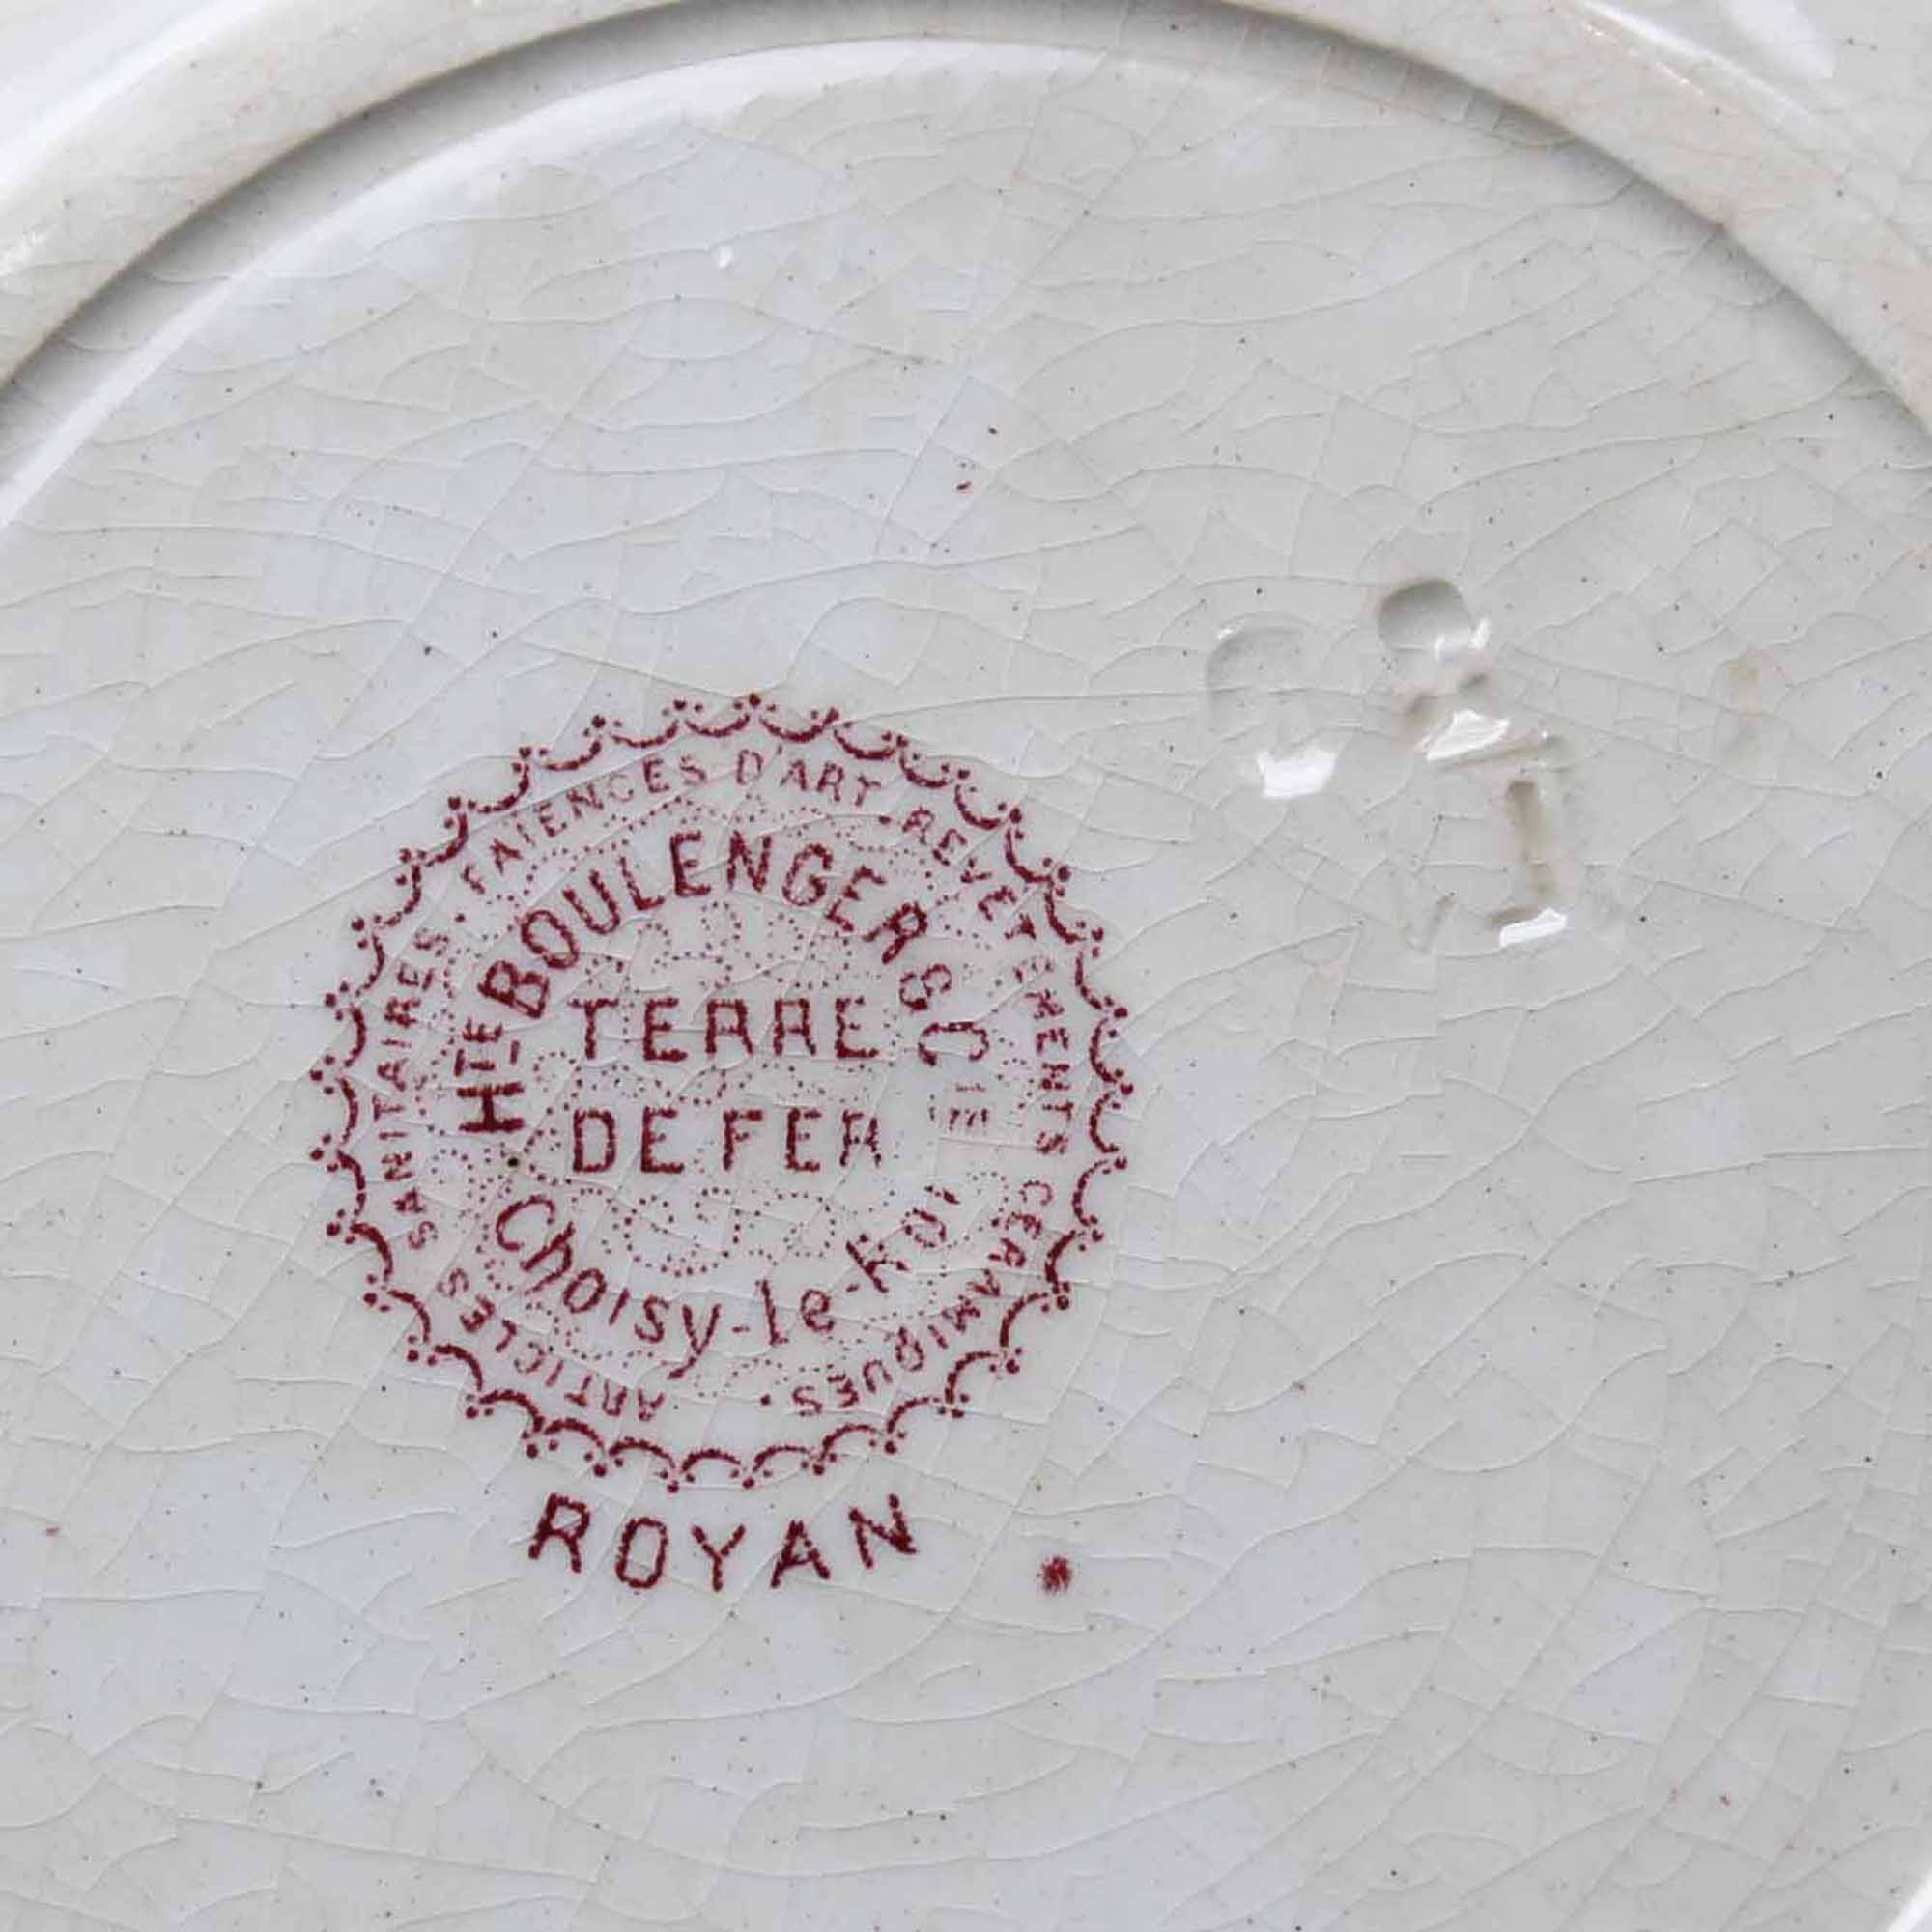 ARTICLES SANITAIRES · FAIENCES D'ART · REVETEMENTS CERAMIQUES ·
HTE BOULENGER & CIE
TERRE
DE FER
Choisy-le-Roi
ROYAN